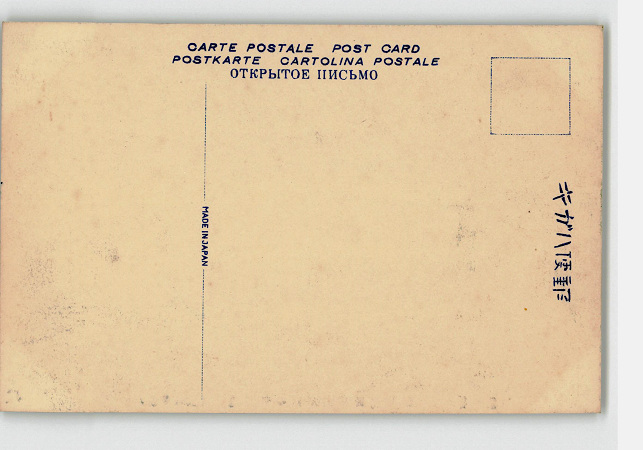 CARTE POSTALE POST CARD
POSTKARTE CARTOLINA POSTALE
ОТКРЫТОЕ ПИСЬМО
MADE IN JAPAN
郵便ハガキ